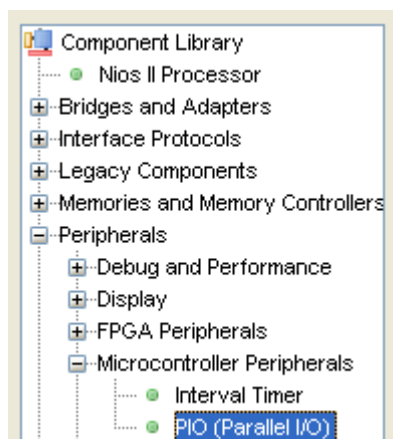 Component Library
Nios II Processor
Bridges and Adapters
Interface Protocols
Legacy Components
Memories and Memory Controllers
Peripherals
Debug and Performance
Display
FPGA Peripherals
Microcontroller Peripherals
Interval Timer
PIO (Parallel I/O)